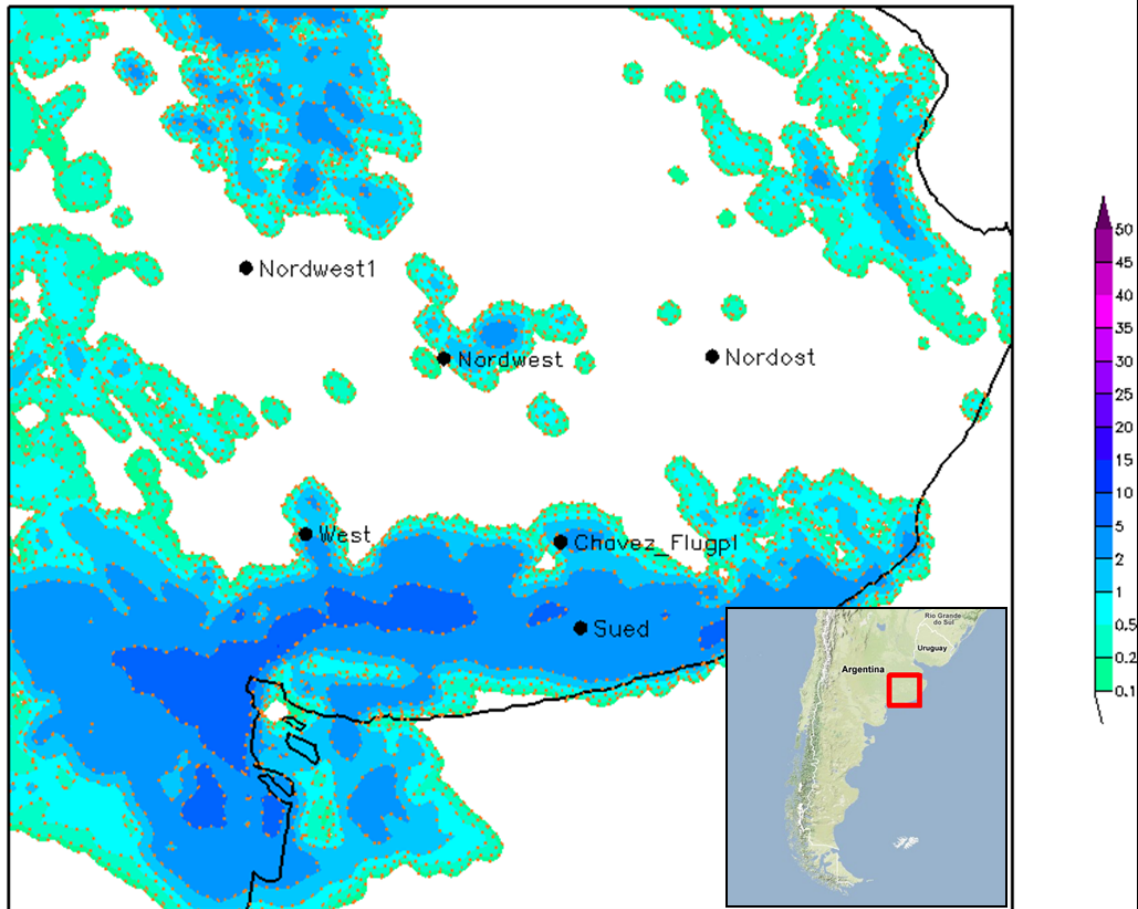 Nordwest1
Nordwest
Nordost
West
Chavez_Flugpl
Sued
50
45
40
35
30
25
20
15
10
5
2
1
0.5
0.2
0.1
Rio Grande
do Sul
Uruguay
Argentina